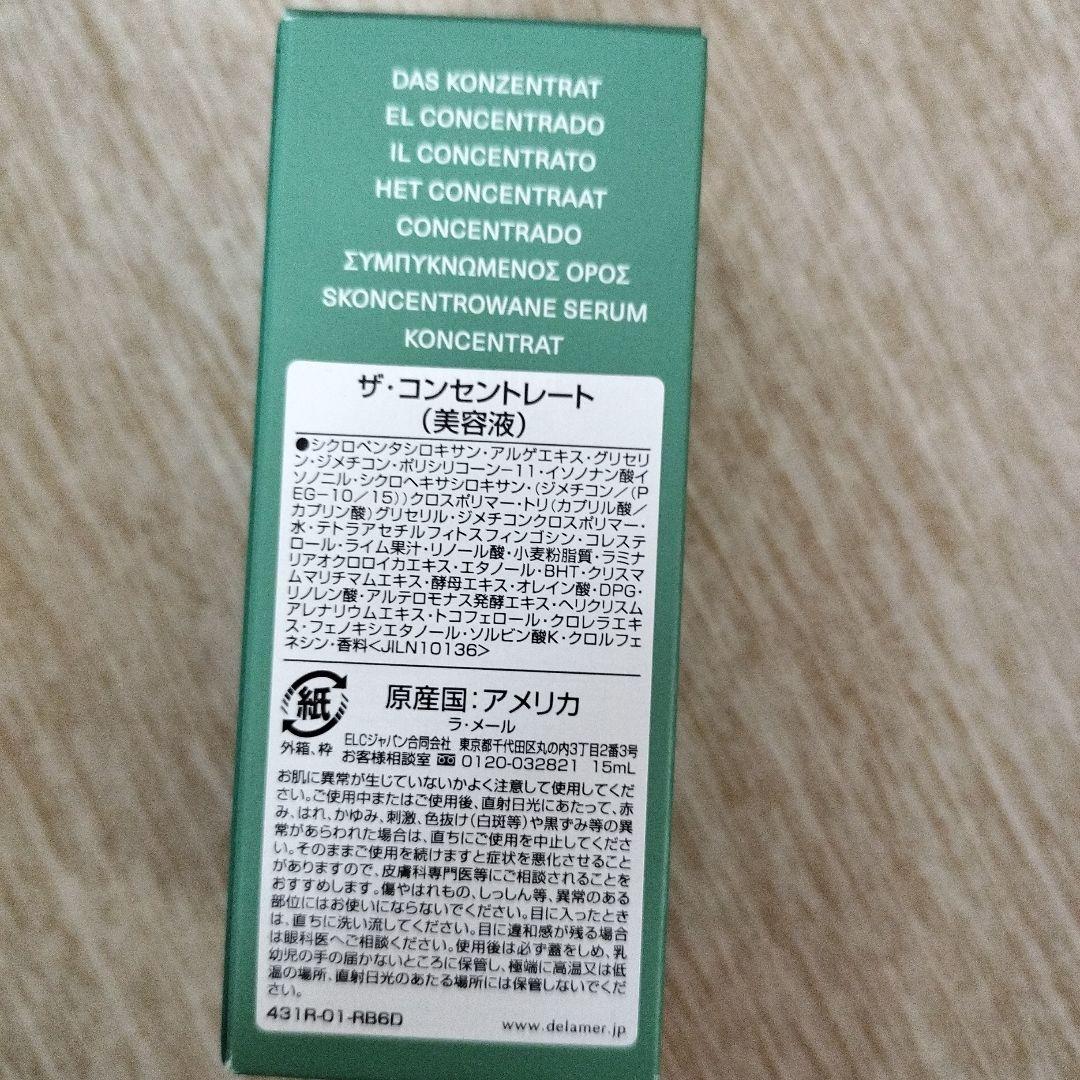 DAS KONZENTRAT
EL CONCENTRADO
IL CONCENTRATO
HET CONCENTRAAT
CONCENTRADO
ΣΥΜΠΥΚΝΩΜΕΝΟΣ ΟΡΟΣ
SKONCENTROWANE SERUM
KONCENTRAT
ザ・コンセントレート
(美容液)
●シクロペンタシロキサン・アルゲエキス・グリセリ
ン・ジメチコン・ポリシリコーン-11・イソノナン酸イ
ソノニル・シクロヘキサシロキサン・(ジメチコン/(P
EG-10/15))クロスポリマー・トリ(カプリル酸/
カプリン酸)グリセリル・ジメチコンクロスポリマー・
水・テトラアセチルフィトスフィンゴシン・コレステ
ロール・ライム果汁・リノール酸・小麦粉脂質・ラミナ
リアオクロロイカエキス・エタノール・BHT・クリスマ
ムマリチマムエキス・酵母エキス・オレイン酸・DPG・
リノレン酸・アルテロモナス発酵エキス・ヘリクリスム
アレナリウムエキス・トコフェロール・クロレラエキ
ス・フェノキシエタノール・ソルビン酸K・クロルフェ
ネシン・香料<JILN10136>
紙
外箱、枠
原産国:アメリカ
ラ・メール
ELCジャパン合同会社 東京都千代田区丸の内3丁目2番3号
お客様相談室 0120-032821 15mL
お肌に異常が生じていないかよく注意して使用してくだ
さい。ご使用中またはご使用後、直射日光にあたって、赤
み、はれ、かゆみ、刺激、色抜け(白斑等)や黒ずみ等の異
常があらわれた場合は、直ちにご使用を中止してくださ
い。そのままご使用を続けますと症状を悪化させること
がありますので、皮膚科専門医等にご相談されることを
おすすめします。傷やはれもの、しっしん等、異常のある
部位にはお使いにならないでください。目に入ったとき
は、直ちに洗い流してください。目に違和感が残る場合
は眼科医へご相談ください。使用後は必ず蓋をしめ、乳
幼児の手の届かないところに保管し、極端に高温又は低
温の場所、直射日光のあたる場所には保管しないでくだ
さい。
431R-01-RB6D
www.delamer.jp